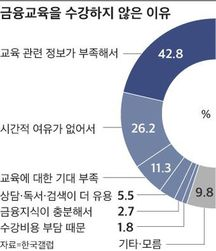 금융교육을 수강하지 않은 이유
교육 관련 정보가 부족해서 42.8
시간적 여유가 없어서 26.2
%
교육에 대한 기대 부족 11.3
상담·독서·검색이 더 유용 5.5
금융지식이 충분해서 2.7
수강비용 부담 때문 1.8
기타·모름 9.8
자료=한국갤럽